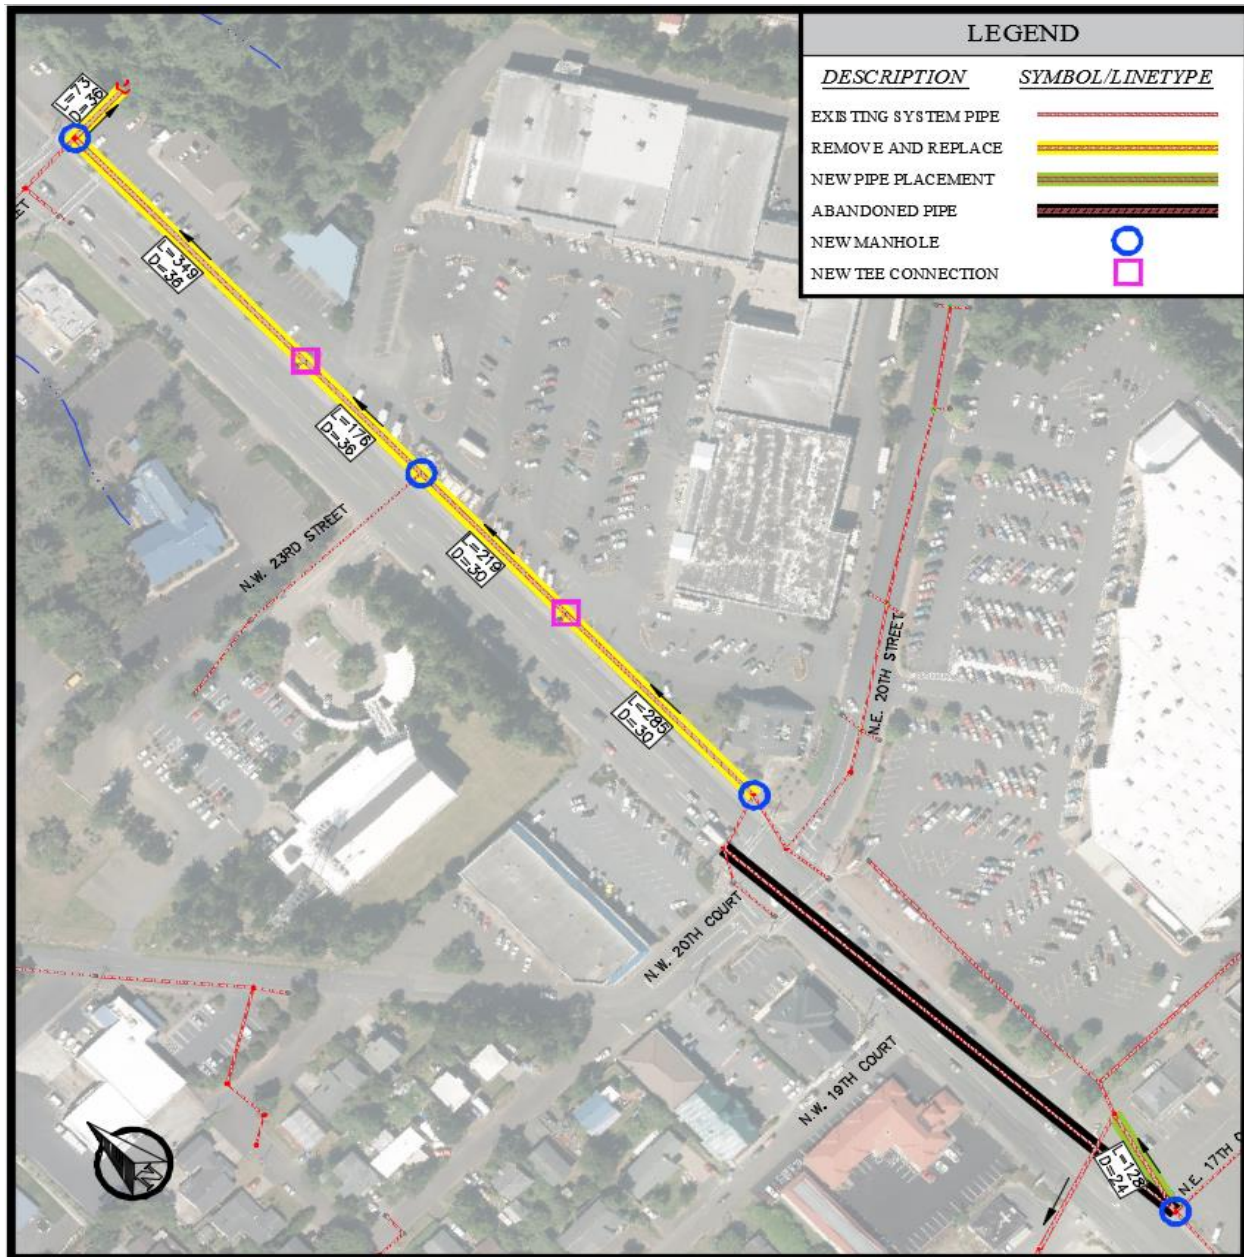 LEGEND
DESCRIPTION SYMBOL/LINETYPE
EXISTING SYSTEM PIPE
REMOVE AND REPLACE
NEW PIPE PLACEMENT
ABANDONED PIPE
NEW MANHOLE
NEW TEE CONNECTION
L=73
D=36
ET
L=349
D=36
L=176
D=36
N.W. 23RD STREET
L=219
D=30
N.E. 20TH STREET
L=285
D=30
N.W. 20TH COURT
N.W. 19TH COURT
L=128
D=24
N.E. 17TH